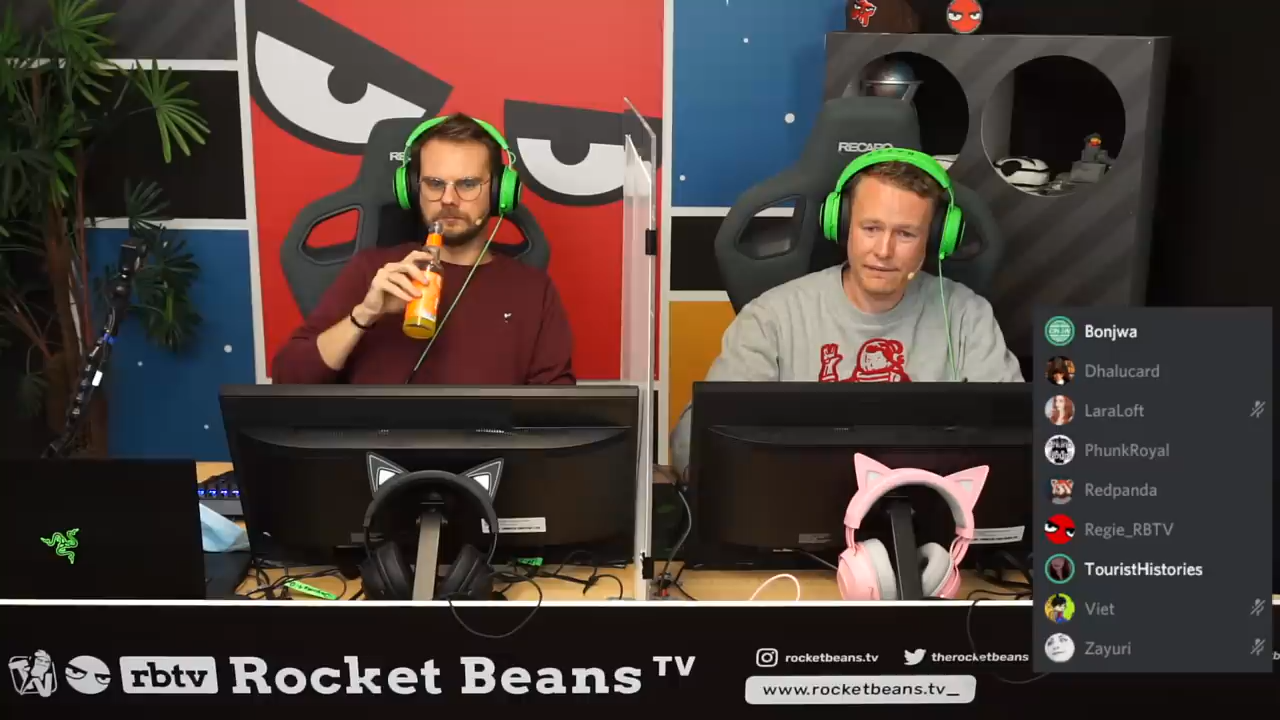 RECARO
Bonjwa
Dhalucard
LaraLoft
PhunkRoyal
Redpanda
Regie_RBTV
TouristHistories
Viet
Zayuri
rbtv Rocket Beans TV
rocketbeans.tv
therocketbeans
www.rocketbeans.tv_